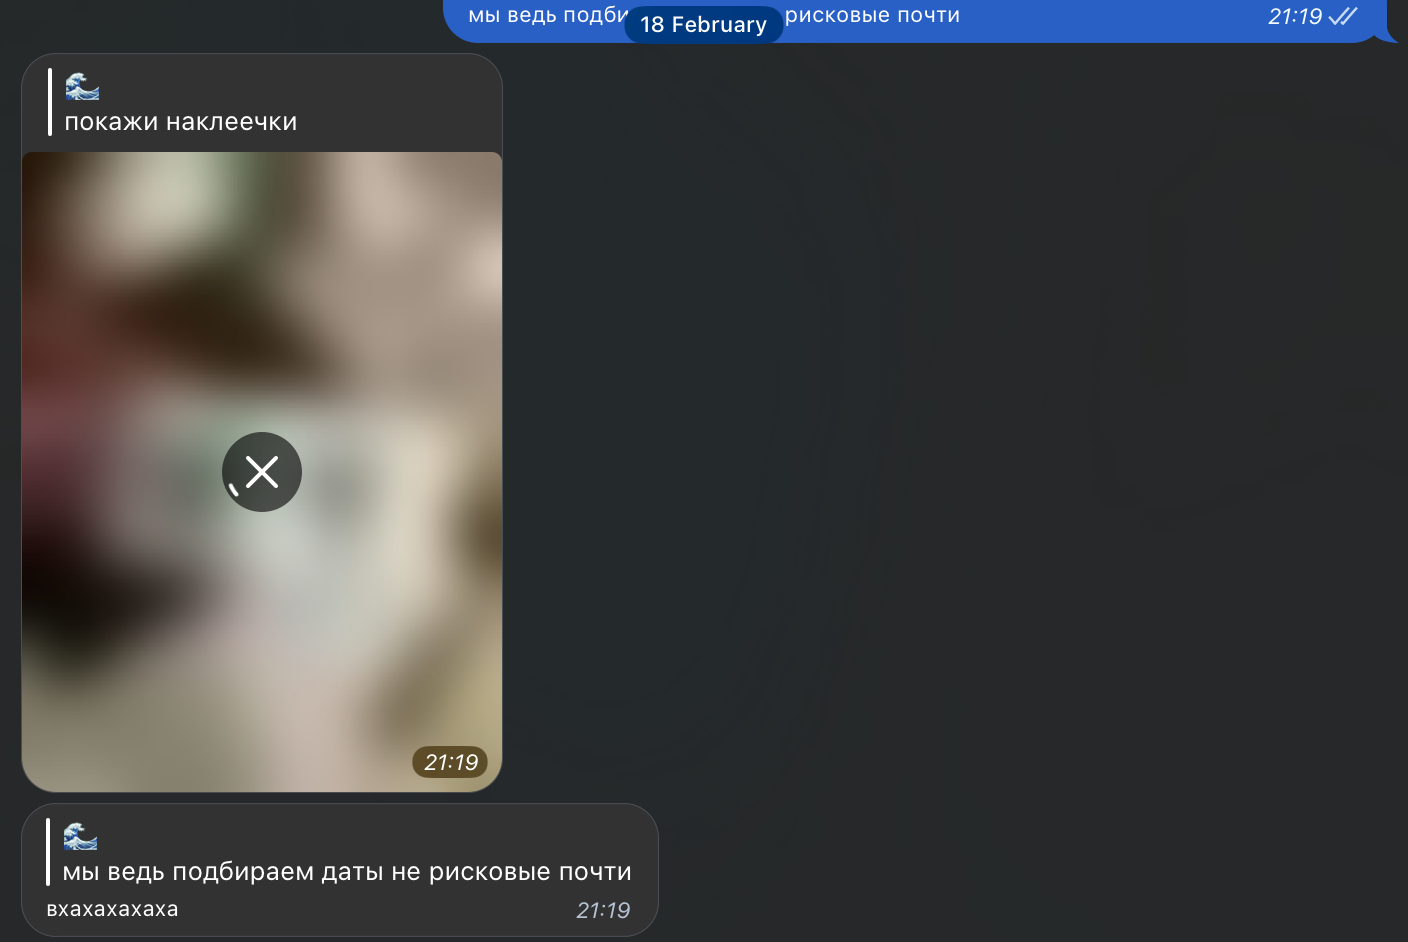 мы ведь подби рисковые почти
21:19
18 February
🌊
покажи наклеечки
21:19
🌊
мы ведь подбираем даты не рисковые почти
вхахахахаха
21:19